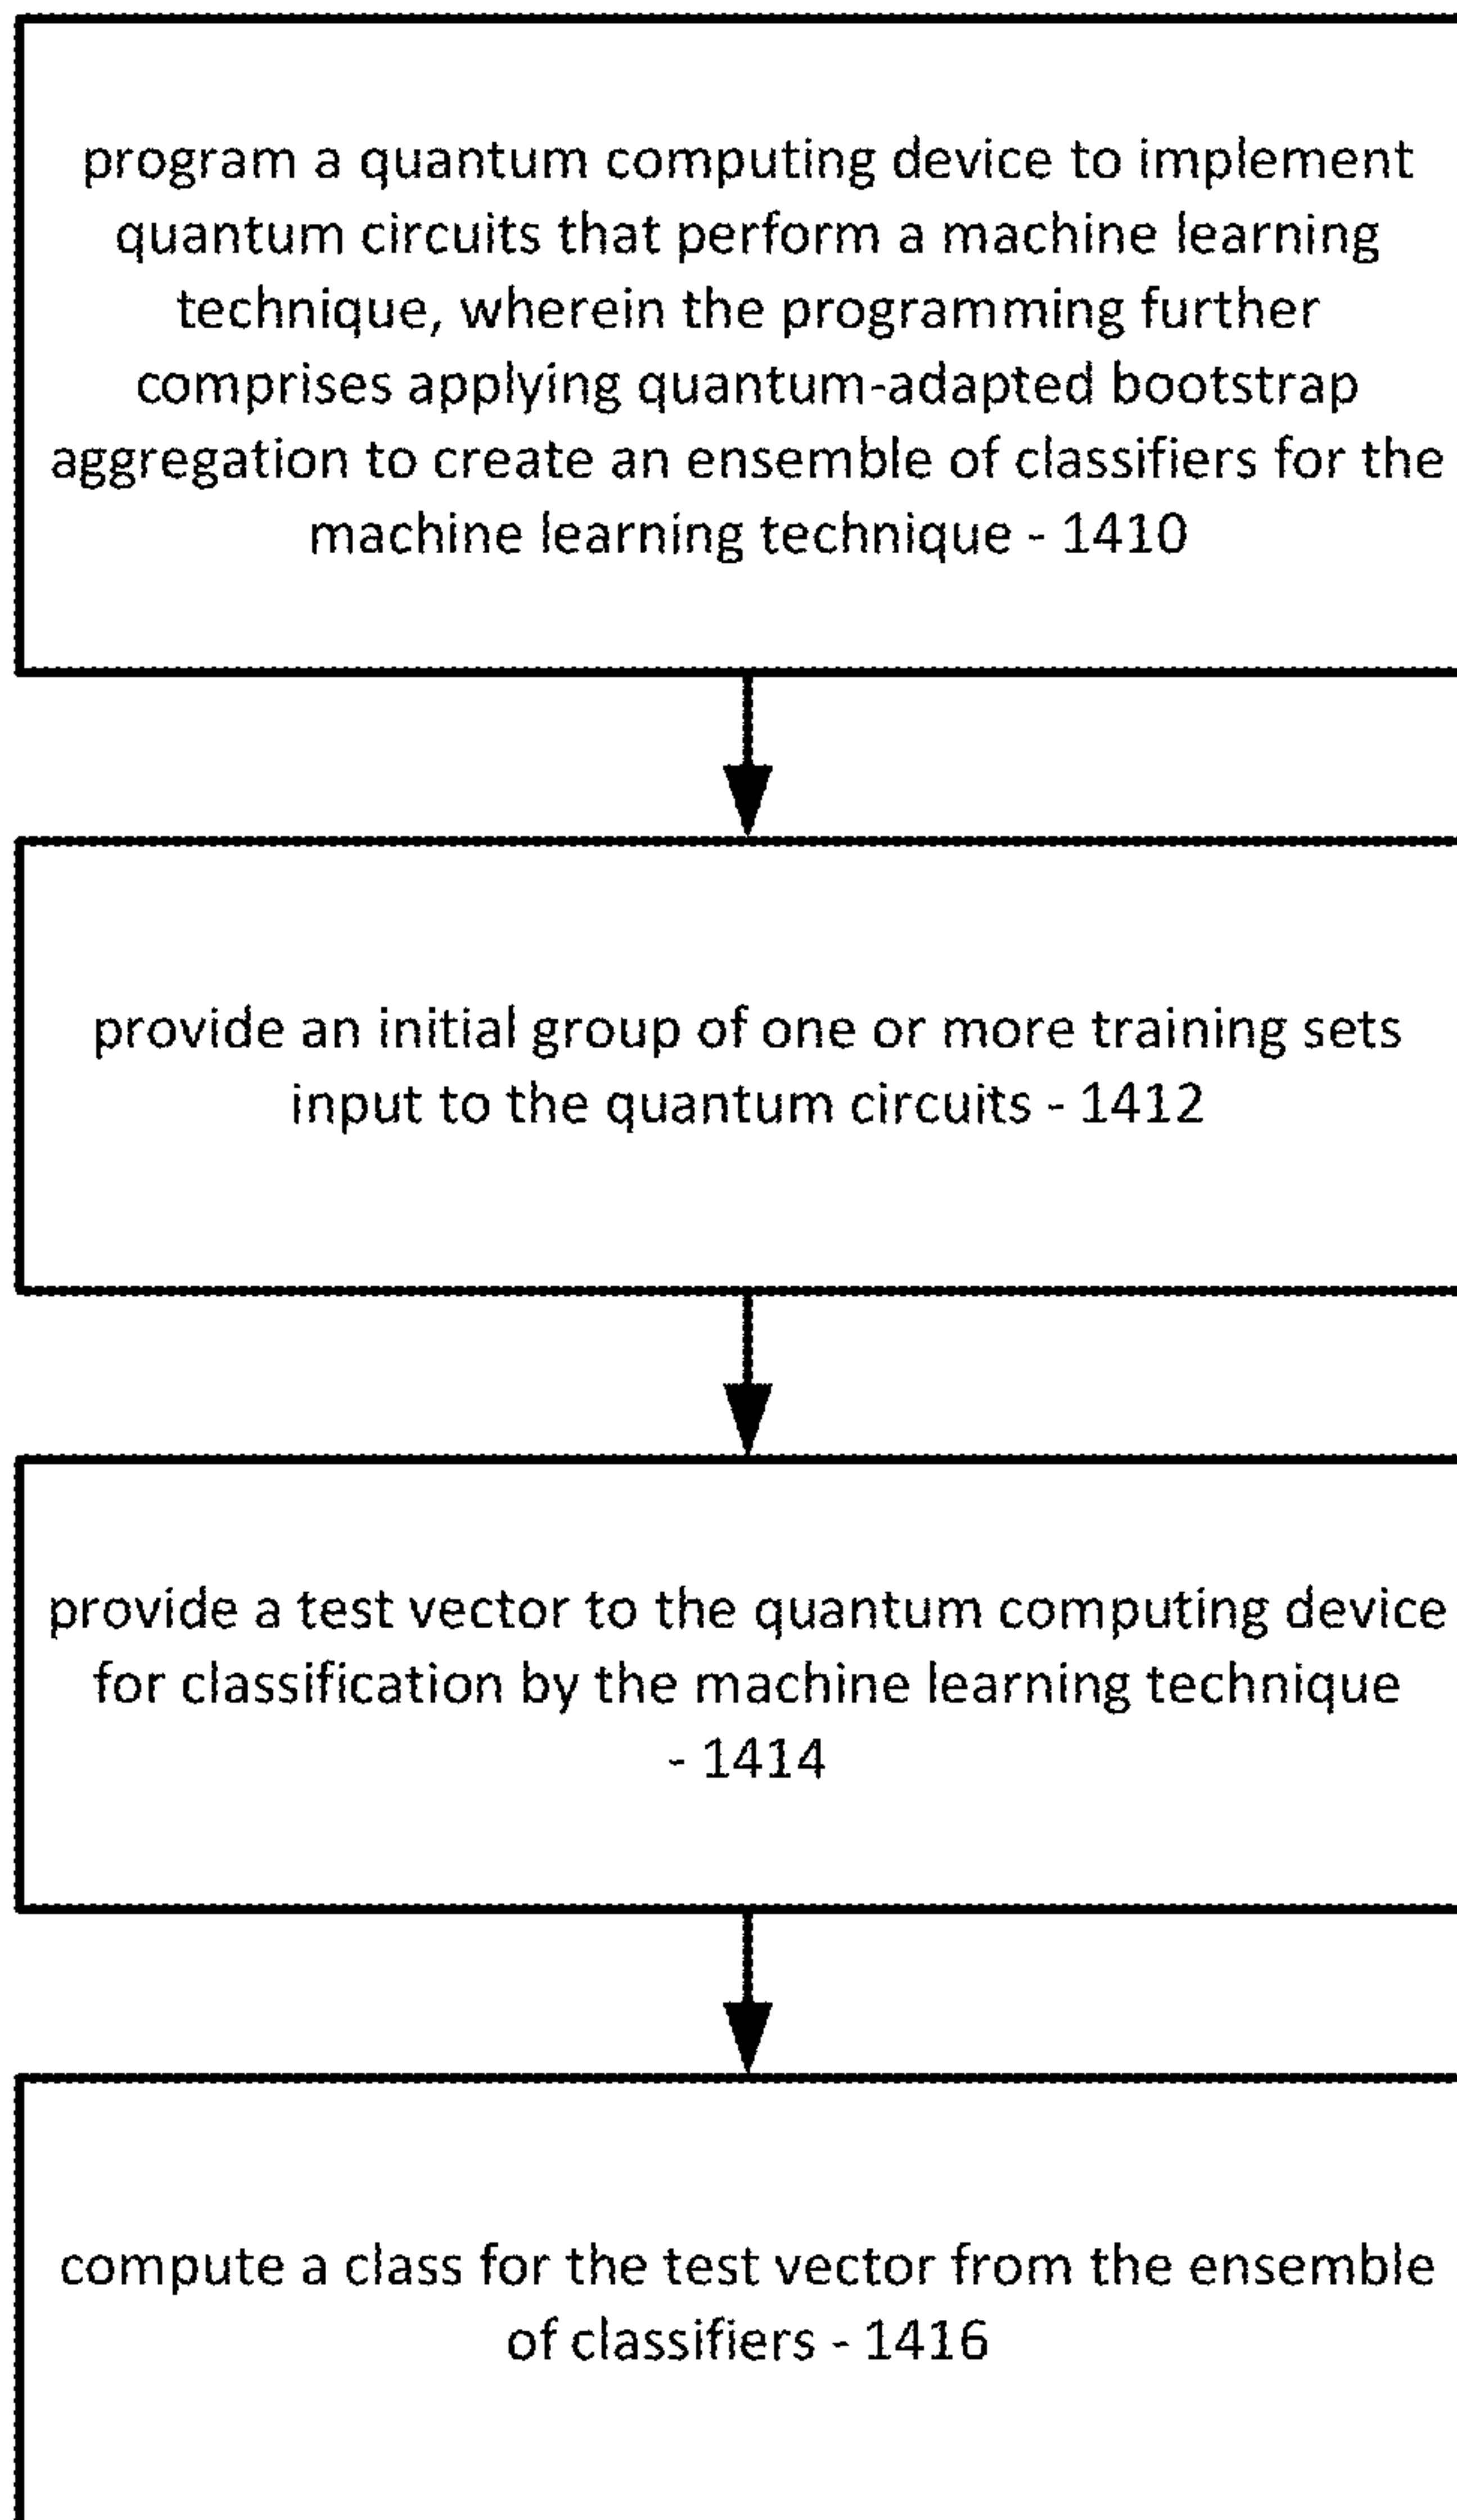 program a quantum computing device to implement
quantum circuits that perform a machine learning
technique, wherein the programming further
comprises applying quantum-adapted bootstrap
aggregation to create an ensemble of classifiers for the
machine learning technique - 1410
provide an initial group of one or more training sets
input to the quantum circuits - 1412
provide a test vector to the quantum computing device
for classification by the machine learning technique
- 1414
compute a class for the test vector from the ensemble
of classifiers - 1416